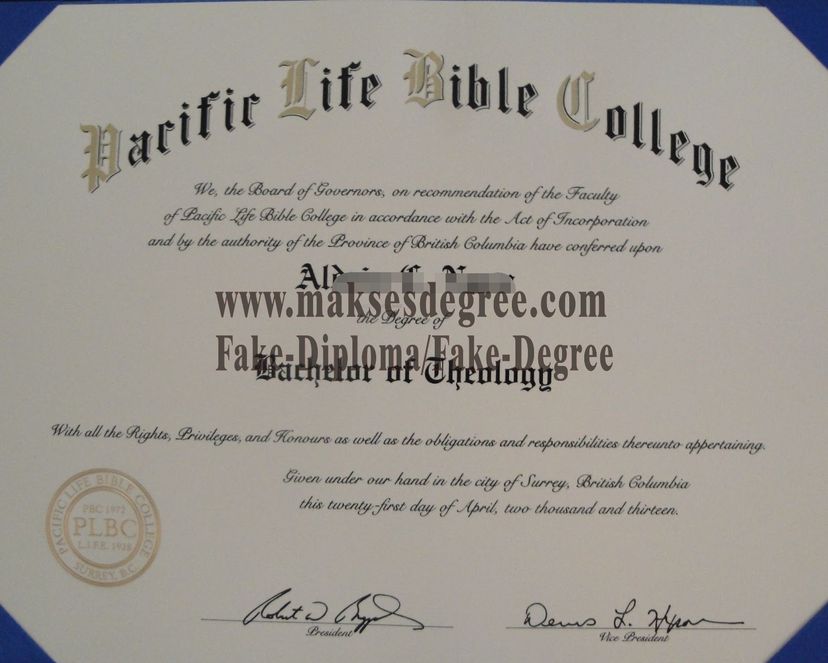 Pacific Life Bible College
We, the Board of Governors, on recommendation of the Faculty
of Pacific Life Bible College in accordance with the Act of Incorporation
and by the authority of the Province of British Columbia have conferred upon
www.maksesdegree.com
the Degree of
Fake-Diploma/Fake-Degree
Bachelor of Theology
With all the Rights, Privileges, and Honours as well as the obligations and responsibilities thereunto appertaining.
Given under our hand in the city of Surrey, British Columbia
this twenty-first day of April, two thousand and thirteen.
PACIFIC LIFE BIBLE COLLEGE
PBC 1972
PLBC
L.I.F.E. 1928
SURREY, B.C.
President
Vice President